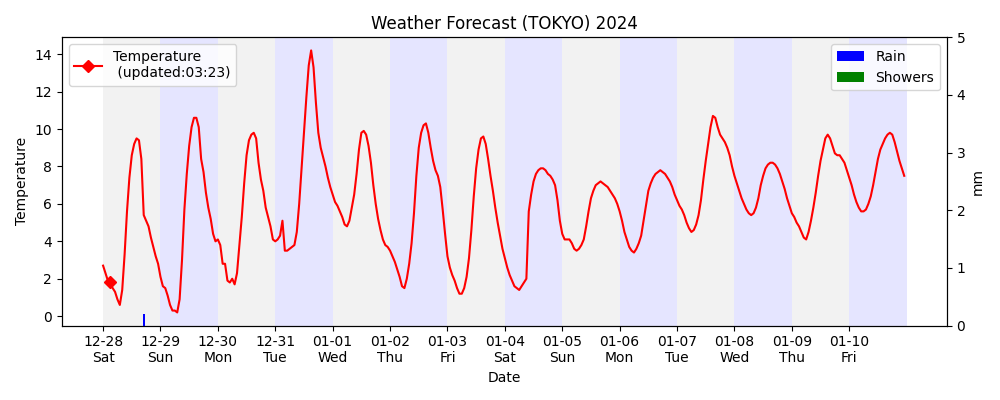 Weather Forecast (TOKYO) 2024
Temperature
(updated:03:23)
Rain
Showers
14
12
10
8
6
4
2
0
Temperature
5
4
3
2
1
0
mm
12-28 12-29 12-30 12-31 01-01 01-02 01-03 01-04 01-05 01-06 01-07 01-08 01-09 01-10
Sat Sun Mon Tue Wed Thu Fri Sat Sun Mon Tue Wed Thu Fri
Date